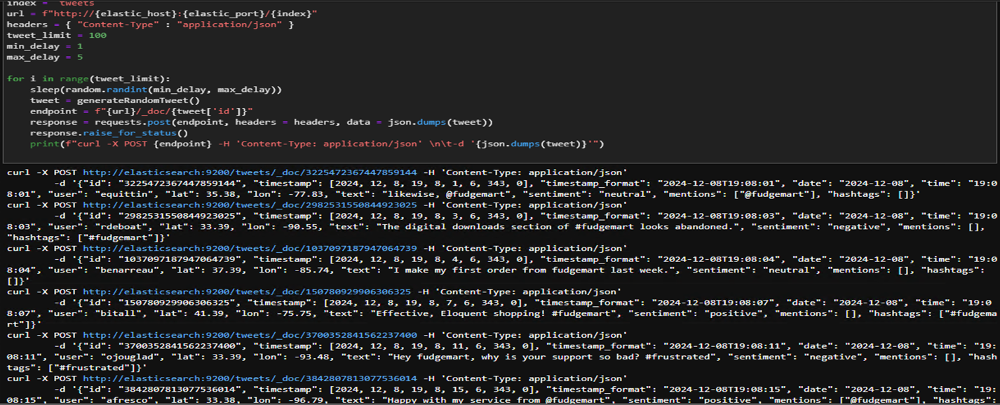 index = "tweets
url = f"http://{elastic_host}:{elastic_port}/{index}"
headers = { "Content-Type" : "application/json" }
tweet_limit = 100
min_delay = 1
max_delay = 5
for i in range(tweet_limit):
    sleep(random.randint(min_delay, max_delay))
    tweet = generateRandomTweet()
    endpoint = f"{url}/_doc/{tweet['id']}"
    response = requests.post(endpoint, headers = headers, data = json.dumps(tweet))
    response.raise_for_status()
    print(f"curl -X POST {endpoint} -H 'Content-Type: application/json' \n\t-d '{json.dumps(tweet)}'")
curl -X POST http://elasticsearch:9200/tweets/_doc/3225472367447859144 -H 'Content-Type: application/json'
        -d '{"id": "3225472367447859144", "timestamp": [2024, 12, 8, 19, 8, 1, 6, 343, 0], "timestamp_format": "2024-12-08T19:08:01", "date": "2024-12-08", "time": "19:0
8:01", "user": "equittin", "lat": 35.38, "lon": -77.83, "text": "likewise, @fudgemart", "sentiment": "neutral", "mentions": ["@fudgemart"], "hashtags": []}'
curl -X POST http://elasticsearch:9200/tweets/_doc/2982531550844923025 -H 'Content-Type: application/json'
        -d '{"id": "2982531550844923025", "timestamp": [2024, 12, 8, 19, 8, 3, 6, 343, 0], "timestamp_format": "2024-12-08T19:08:03", "date": "2024-12-08", "time": "19:0
8:03", "user": "rdeboat", "lat": 33.39, "lon": -90.55, "text": "The digital downloads section of #fudgemart looks abandoned.", "sentiment": "negative", "mentions": [],
"hashtags": ["#fudgemart"]}'
curl -X POST http://elasticsearch:9200/tweets/_doc/1037097187947064739 -H 'Content-Type: application/json'
        -d '{"id": "1037097187947064739", "timestamp": [2024, 12, 8, 19, 8, 4, 6, 343, 0], "timestamp_format": "2024-12-08T19:08:04", "date": "2024-12-08", "time": "19:0
8:04", "user": "benarreau", "lat": 37.39, "lon": -85.74, "text": "I make my first order from fudgemart last week.", "sentiment": "neutral", "mentions": [], "hashtags":
[]}'
curl -X POST http://elasticsearch:9200/tweets/_doc/150780929906306325 -H 'Content-Type: application/json'
        -d '{"id": "150780929906306325", "timestamp": [2024, 12, 8, 19, 8, 7, 6, 343, 0], "timestamp_format": "2024-12-08T19:08:07", "date": "2024-12-08", "time": "19:0
8:07", "user": "bitall", "lat": 41.39, "lon": -75.75, "text": "Effective, Eloquent shopping! #fudgemart", "sentiment": "positive", "mentions": [], "hashtags": ["#fudgema
rt"]}'
curl -X POST http://elasticsearch:9200/tweets/_doc/3700352841562237400 -H 'Content-Type: application/json'
        -d '{"id": "3700352841562237400", "timestamp": [2024, 12, 8, 19, 8, 11, 6, 343, 0], "timestamp_format": "2024-12-08T19:08:11", "date": "2024-12-08", "time": "19:
08:11", "user": "ojouglad", "lat": 33.39, "lon": -93.48, "text": "Hey fudgemart, why is your support so bad? #frustrated", "sentiment": "negative", "mentions": [], "hash
tags": ["#frustrated"]}'
curl -X POST http://elasticsearch:9200/tweets/_doc/3842807813077536014 -H 'Content-Type: application/json'
        -d '{"id": "3842807813077536014", "timestamp": [2024, 12, 8, 19, 8, 15, 6, 343, 0], "timestamp_format": "2024-12-08T19:08:15", "date": "2024-12-08", "time": "19:
08:15", "user": "afresco", "lat": 33.38, "lon": -96.79, "text": "Happy with my service from @fudgemart", "sentiment": "positive", "mentions": ["@fudgemart"], "hashtags":